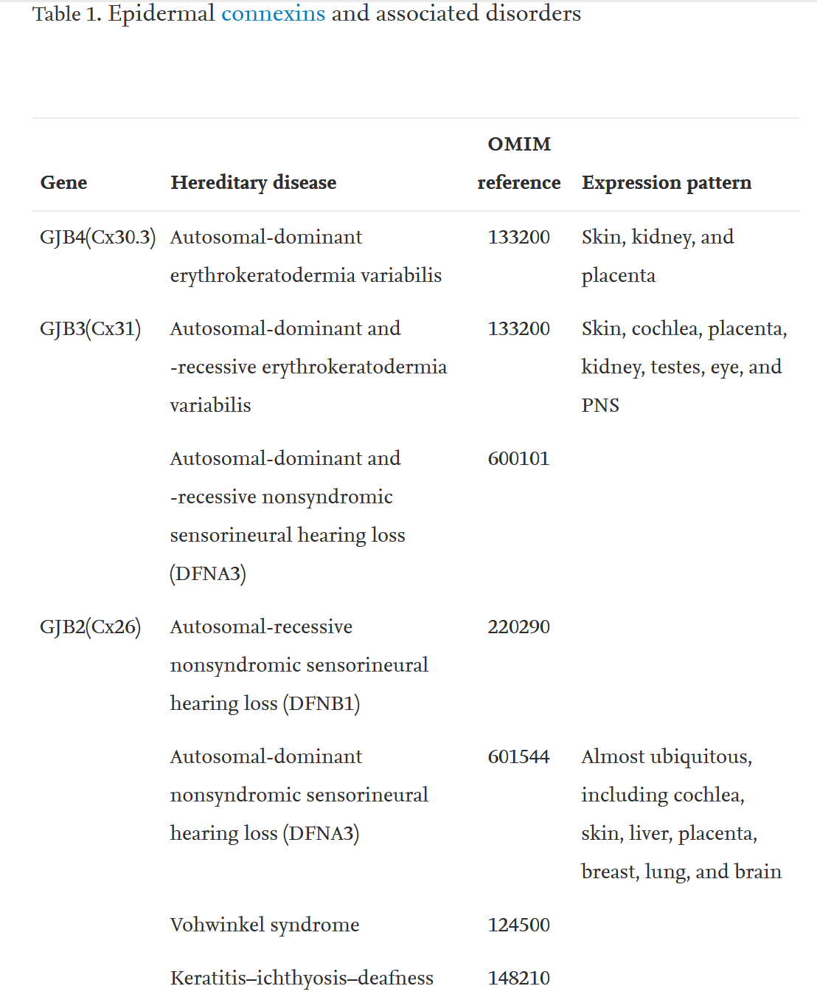 Table 1. Epidermal connexins and associated disorders
OMIM
Gene Hereditary disease reference Expression pattern
GJB4(Cx30.3) Autosomal-dominant 133200 Skin, kidney, and
erythrokeratodermia variabilis placenta
GJB3(Cx31) Autosomal-dominant and 133200 Skin, cochlea, placenta,
-recessive erythrokeratodermia kidney, testes, eye, and
variabilis PNS
Autosomal-dominant and 600101
-recessive nonsyndromic
sensorineural hearing loss
(DFNA3)
GJB2(Cx26) Autosomal-recessive 220290
nonsyndromic sensorineural
hearing loss (DFNB1)
Autosomal-dominant 601544 Almost ubiquitous,
nonsyndromic sensorineural including cochlea,
hearing loss (DFNA3) skin, liver, placenta,
breast, lung, and brain
Vohwinkel syndrome 124500
Keratitis–ichthyosis–deafness 148210